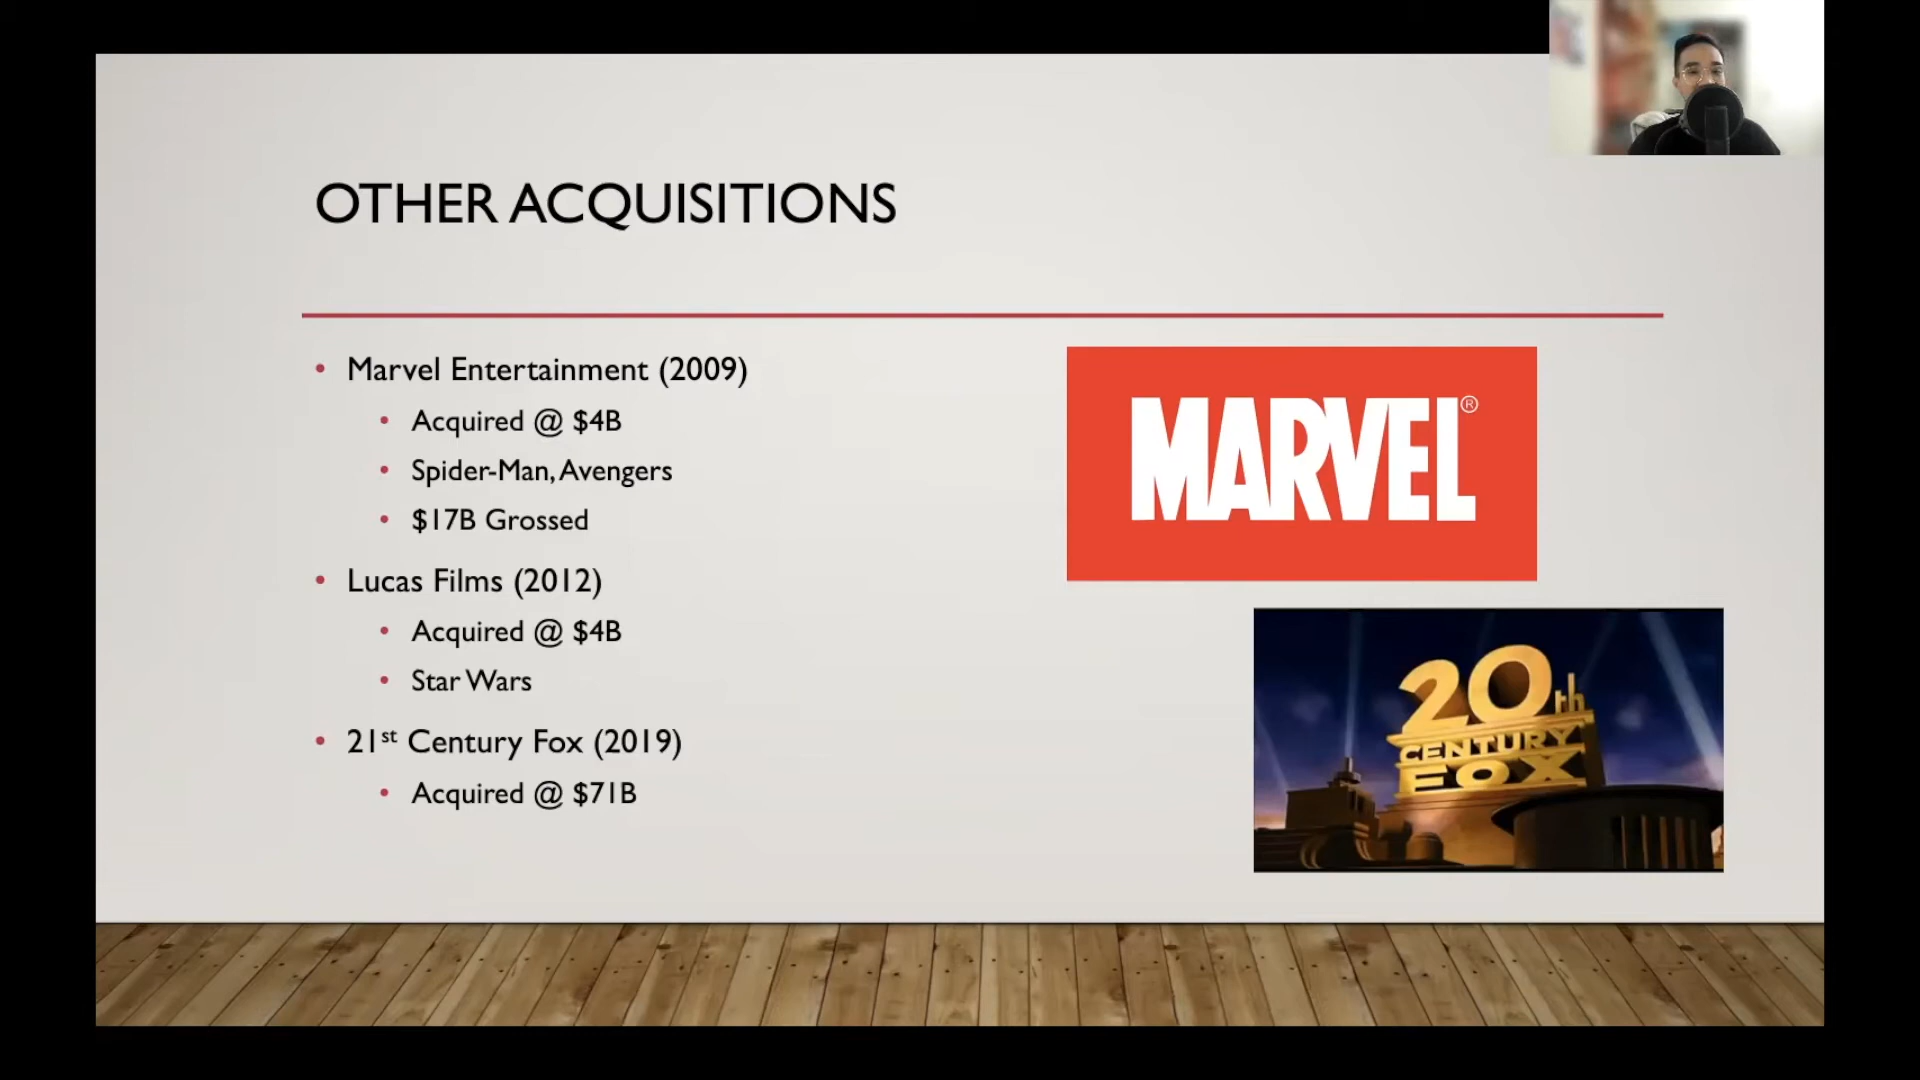 OTHER ACQUISITIONS
• Marvel Entertainment (2009)
• Acquired @ $4B
• Spider-Man, Avengers
• $17B Grossed
• Lucas Films (2012)
• Acquired @ $4B
• Star Wars
• 21st Century Fox (2019)
• Acquired @ $71B
MARVEL®
20th
CENTURY
FOX